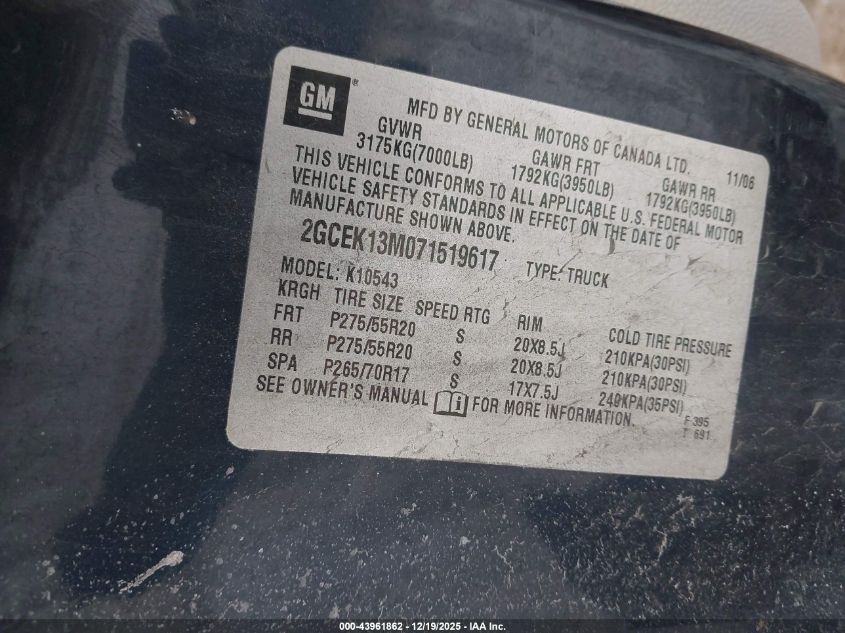 GM ®
MFD BY GENERAL MOTORS OF CANADA LTD. 11/06
GVWR GAWR FRT GAWR RR
3175KG(7000LB) 1792KG(3950LB) 1792KG(3950LB)
THIS VEHICLE CONFORMS TO ALL APPLICABLE U.S. FEDERAL MOTOR
VEHICLE SAFETY STANDARDS IN EFFECT ON THE DATE OF
MANUFACTURE SHOWN ABOVE.
2GCEK13M071519617 TYPE: TRUCK
MODEL: K10543
KRGH TIRE SIZE SPEED RTG RIM COLD TIRE PRESSURE
FRT P275/55R20 S 20X8.5J 210KPA(30PSI)
RR P275/55R20 S 20X8.5J 210KPA(30PSI)
SPA P265/70R17 S 17X7.5J 240KPA(35PSI)
SEE OWNER'S MANUAL FOR MORE INFORMATION.
F 395
T 691
000-43961862 - 12/19/2025 - IAA Inc.